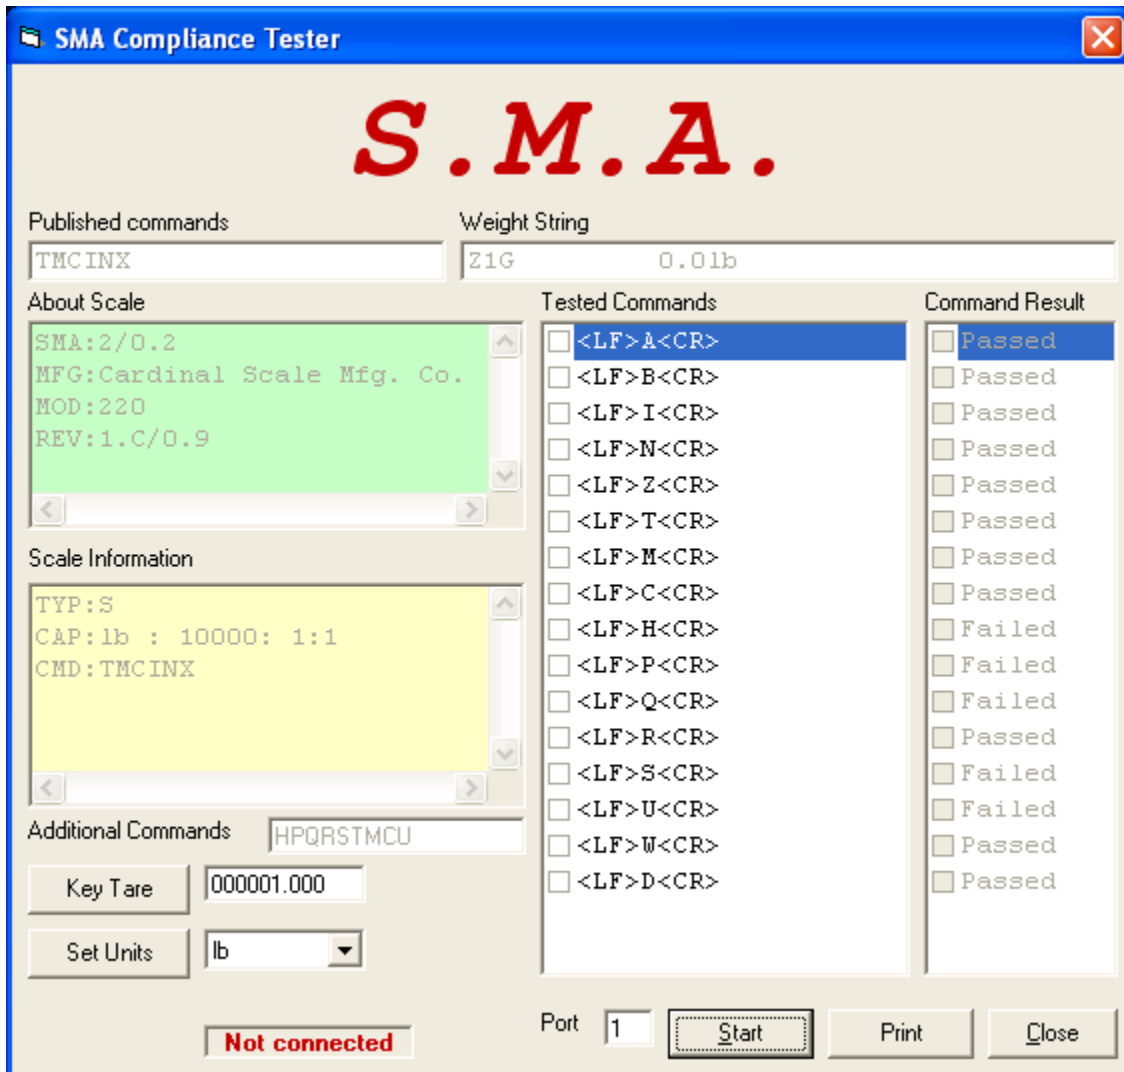 SMA Compliance Tester
S.M.A.
Published commands
TMCINX
Weight String
Z1G 0.0lb
About Scale
SMA:2/0.2
MFG:Cardinal Scale Mfg. Co.
MOD:220
REV:1.C/0.9
Scale Information
TYP:S
CAP:lb : 10000: 1:1
CMD:TMCINX
Additional Commands HPQRSTMCU
Key Tare 000001.000
Set Units lb
Not connected
Tested Commands Command Result
<LF>A<CR> Passed
<LF>B<CR> Passed
<LF>I<CR> Passed
<LF>N<CR> Passed
<LF>Z<CR> Passed
<LF>T<CR> Passed
<LF>M<CR> Passed
<LF>C<CR> Passed
<LF>H<CR> Failed
<LF>P<CR> Failed
<LF>Q<CR> Failed
<LF>R<CR> Passed
<LF>S<CR> Failed
<LF>U<CR> Failed
<LF>W<CR> Passed
<LF>D<CR> Passed
Port 1 Start Print Close